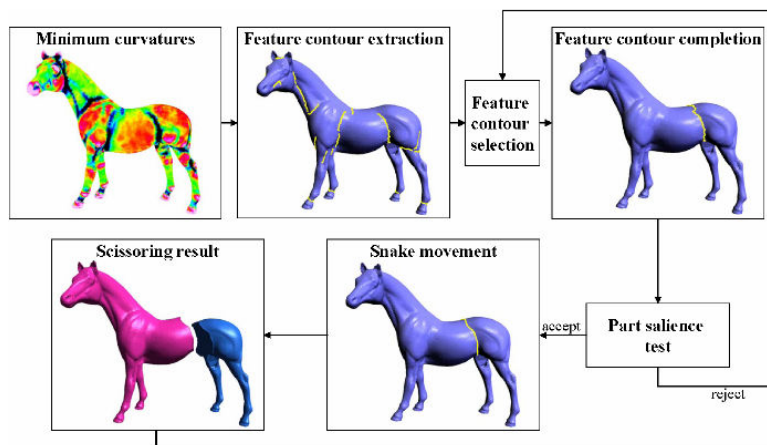 Minimum curvatures
Feature contour extraction
Feature
contour
selection
Feature contour completion
Scissoring result
Snake movement
accept
Part salience
test
reject